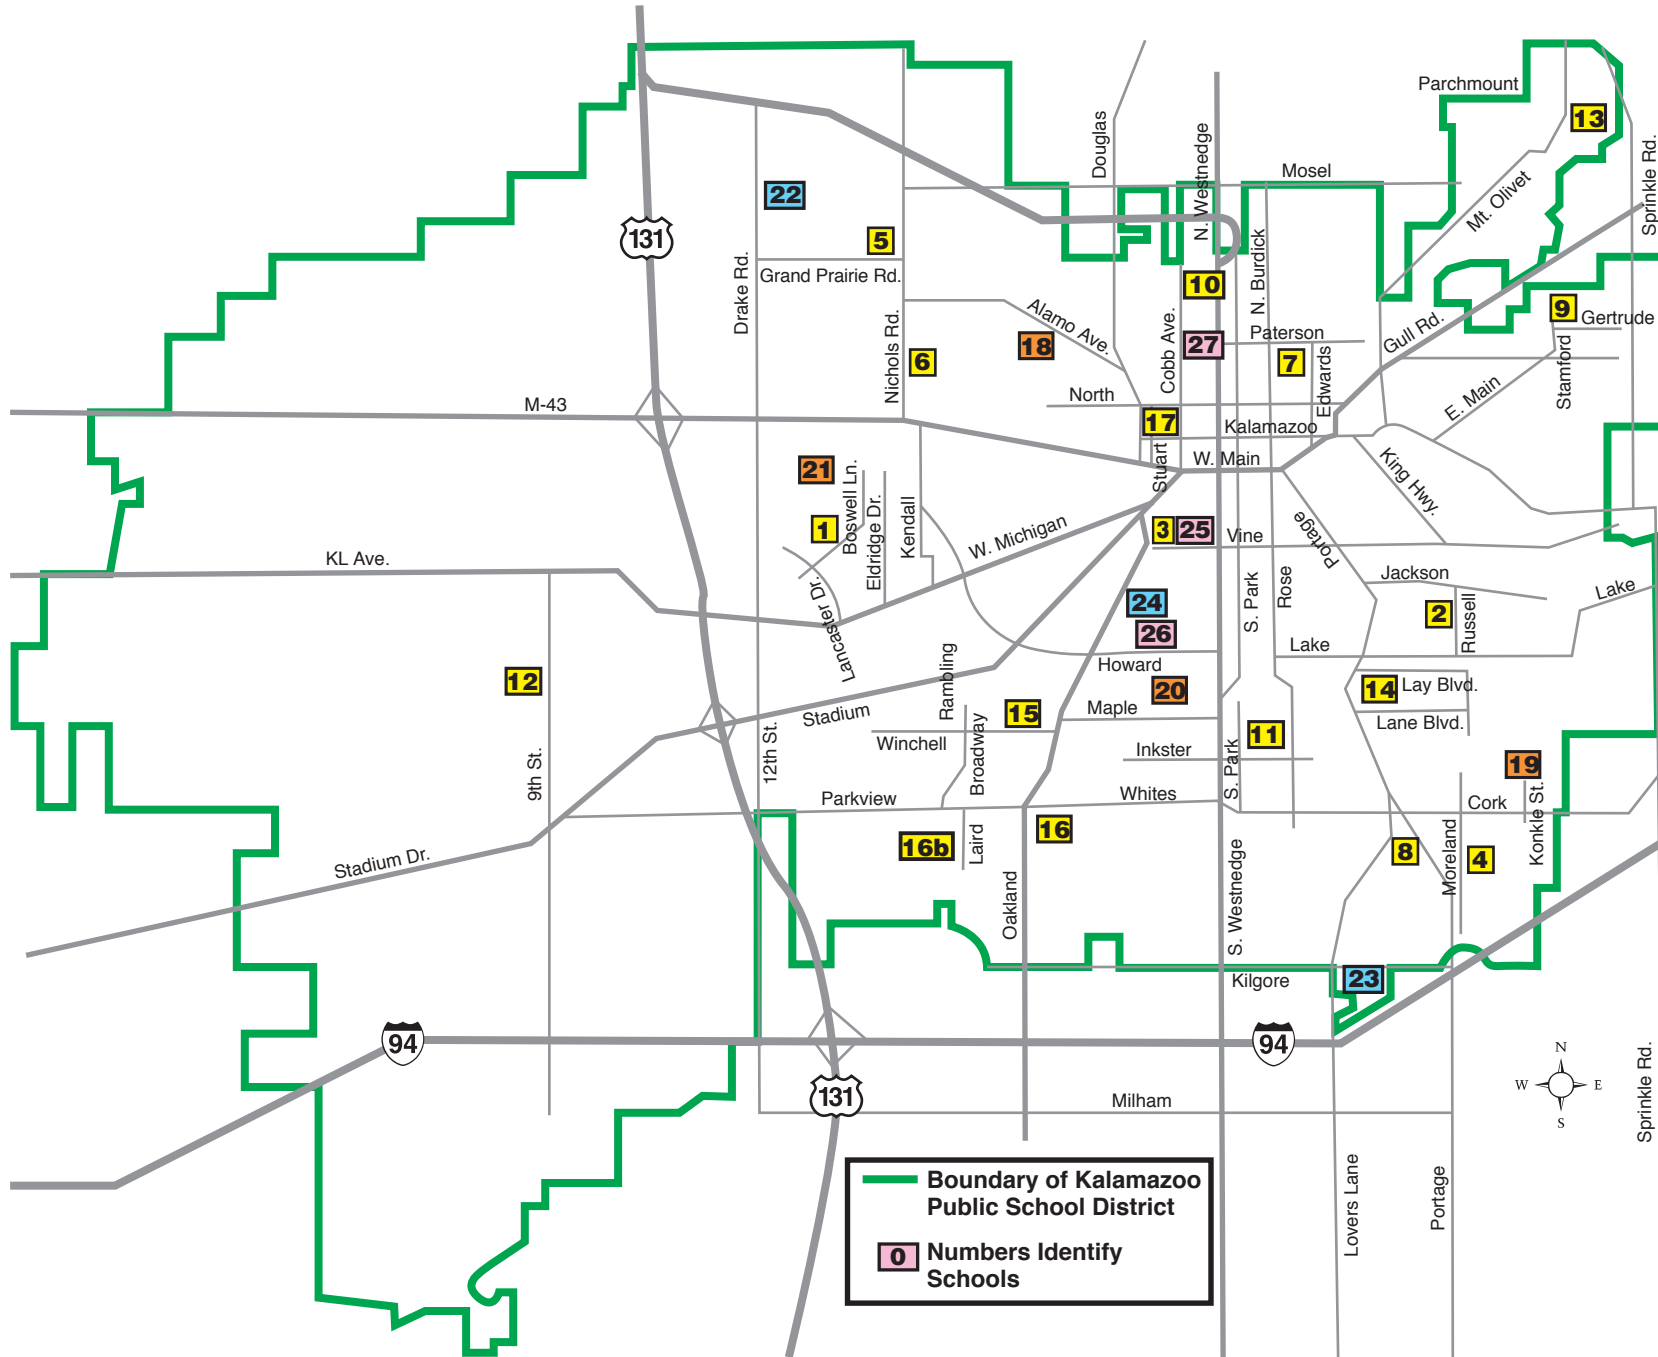 Parchmount
13
Douglas
N. Westnedge
Mosel
Mt. Olivet
Sprinkle Rd.
22
131
5
Drake Rd.
Grand Prairie Rd.
10
N. Burdick
Alamo Ave.
18
Nichols Rd.
6
Cobb Ave.
27
Paterson
7
Edwards
Gull Rd.
9
Gertrude
Stamford
E. Main
M-43
North
17
Kalamazoo
Stuart
W. Main
King Hwy.
21
Boswell Ln.
1
Eldridge Dr.
Kendall
W. Michigan
3
25
Vine
Portage
KL Ave.
Lancaster Dr.
24
26
S. Park
Rose
Jackson
2
Russell
Lake
Lake
12
Howard
20
14
Lay Blvd.
Lane Blvd.
Rambling
15
Maple
Stadium
Winchell
Broadway
Inkster
11
S. Park
12th St.
9th St.
19
Parkview
Whites
Cork
Konkle St.
16b
Laird
16
8
4
Moreland
Stadium Dr.
Oakland
S. Westnedge
Kilgore
23
94
94
131
Milham
N
W
E
S
Sprinkle Rd.
Lovers Lane
Portage
Boundary of Kalamazoo
Public School District
0
Numbers Identify
Schools